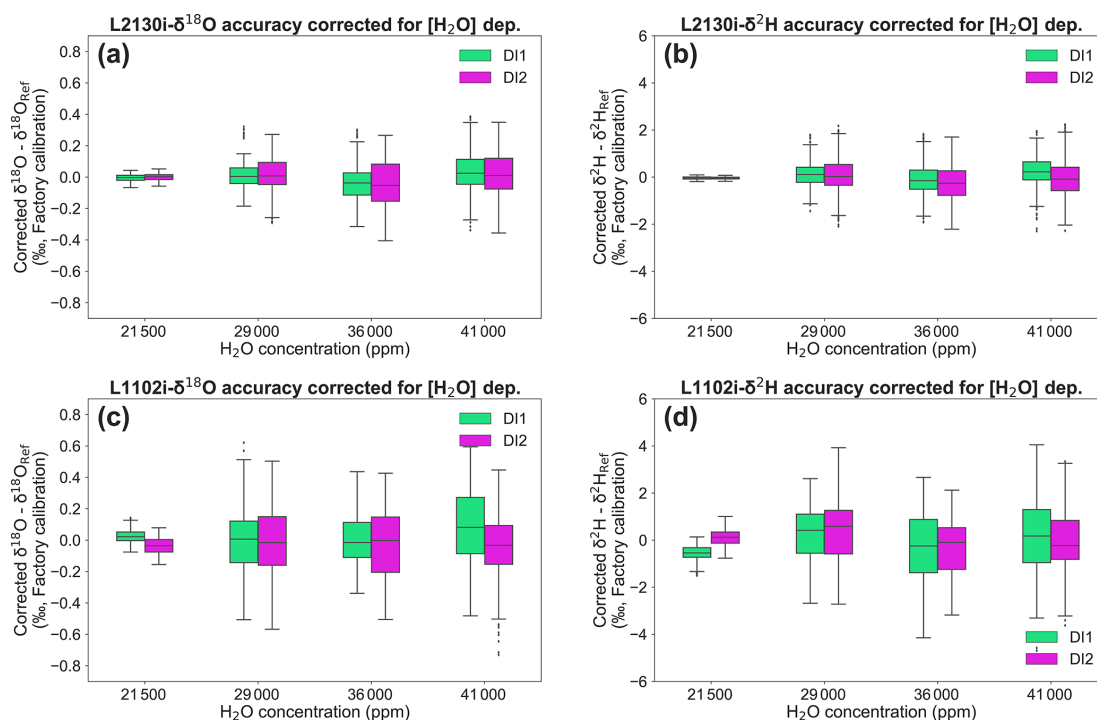 L2130i-δ¹⁸O accuracy corrected for [H₂O] dep.
(a)
DI1
DI2
Corrected δ¹⁸O - δ¹⁸O_Ref
(‰, Factory calibration)
0.8
0.6
0.4
0.2
0.0
−0.2
−0.4
−0.6
−0.8
21 500
29 000
36 000
41 000
H₂O concentration (ppm)
L2130i-δ²H accuracy corrected for [H₂O] dep.
(b)
DI1
DI2
Corrected δ²H - δ²H_Ref
(‰, Factory calibration)
6
4
2
0
−2
−4
−6
21 500
29 000
36 000
41 000
H₂O concentration (ppm)
L1102i-δ¹⁸O accuracy corrected for [H₂O] dep.
(c)
DI1
DI2
Corrected δ¹⁸O - δ¹⁸O_Ref
(‰, Factory calibration)
0.8
0.6
0.4
0.2
0.0
−0.2
−0.4
−0.6
−0.8
21 500
29 000
36 000
41 000
H₂O concentration (ppm)
L1102i-δ²H accuracy corrected for [H₂O] dep.
(d)
DI1
DI2
Corrected δ²H - δ²H_Ref
(‰, Factory calibration)
6
4
2
0
−2
−4
−6
21 500
29 000
36 000
41 000
H₂O concentration (ppm)